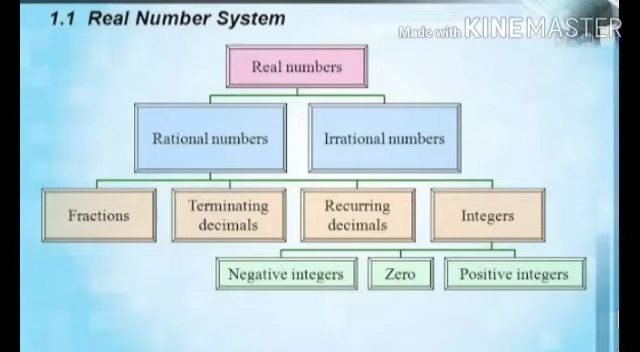 1.1 Real Number System
Made with KINEMASTER
Real numbers
Rational numbers
Irrational numbers
Fractions
Terminating
decimals
Recurring
decimals
Integers
Negative integers
Zero
Positive integers